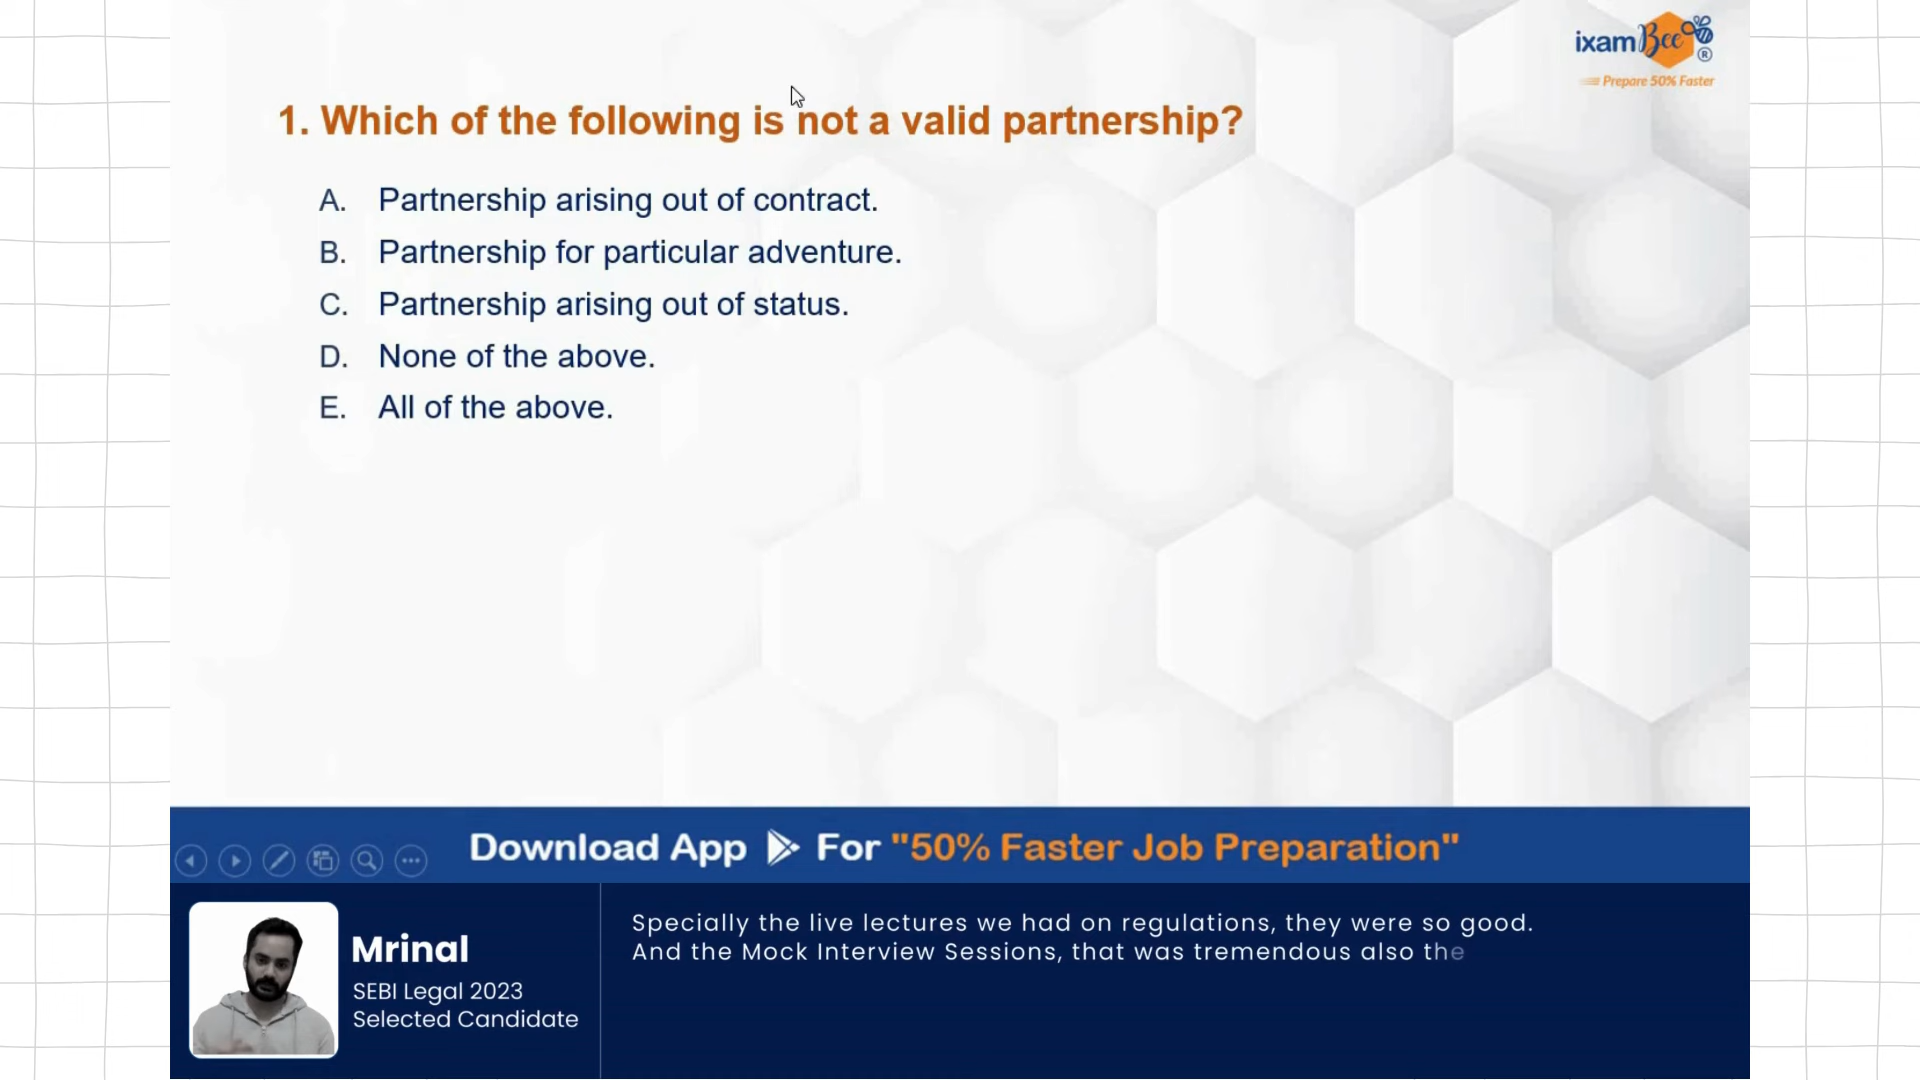 ixamBee®
Prepare 50% Faster
1. Which of the following is not a valid partnership?
A. Partnership arising out of contract.
B. Partnership for particular adventure.
C. Partnership arising out of status.
D. None of the above.
E. All of the above.
Download App For "50% Faster Job Preparation"
Mrinal
SEBI Legal 2023
Selected Candidate
Specially the live lectures we had on regulations, they were so good.
And the Mock Interview Sessions, that was tremendous also the